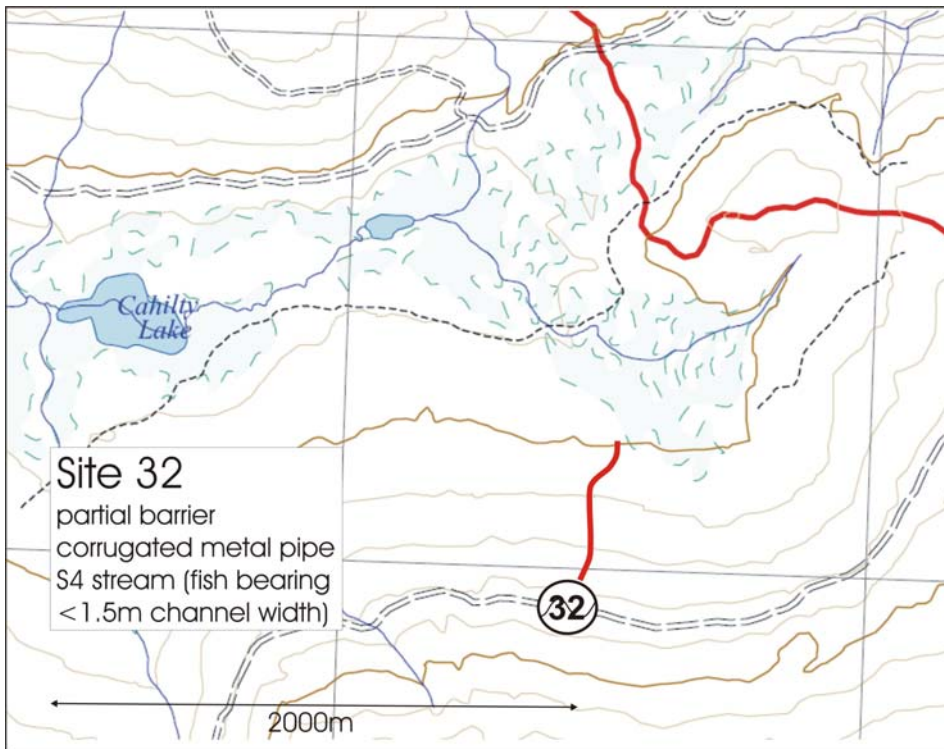 Cahilty
Lake
Site 32
partial barrier
corrugated metal pipe
S4 stream (fish bearing
<1.5m channel width)
32
2000m